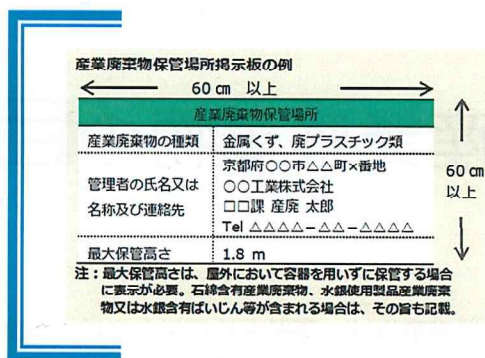 産業廃棄物保管場所掲示板の例
60 ㎝ 以上
産業廃棄物保管場所
産業廃棄物の種類 金属くず、廃プラスチック類
管理者の氏名又は
名称及び連絡先
京都府○○市△△町×番地
○○工業株式会社
□□課 産廃 太郎
Tel △△△△-△△-△△△△
最大保管高さ 1.8 m
60 ㎝
以上
注:最大保管高さは、屋外において容器を用いずに保管する場合
に表示が必要。石綿含有産業廃棄物、水銀使用製品産業廃棄
物又は水銀含有ばいじん等が含まれる場合は、その旨も記載。